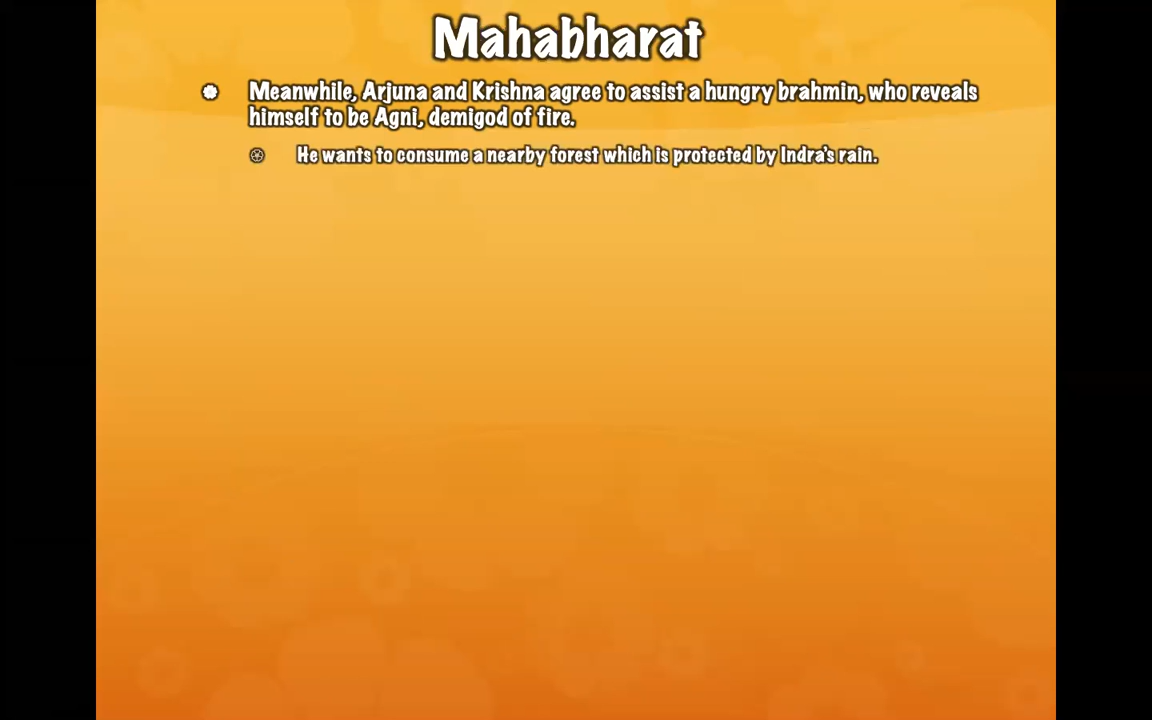 Mahabharat
Meanwhile, Arjuna and Krishna agree to assist a hungry brahmin, who reveals
himself to be Agni, demigod of fire.
He wants to consume a nearby forest which is protected by Indra's rain.